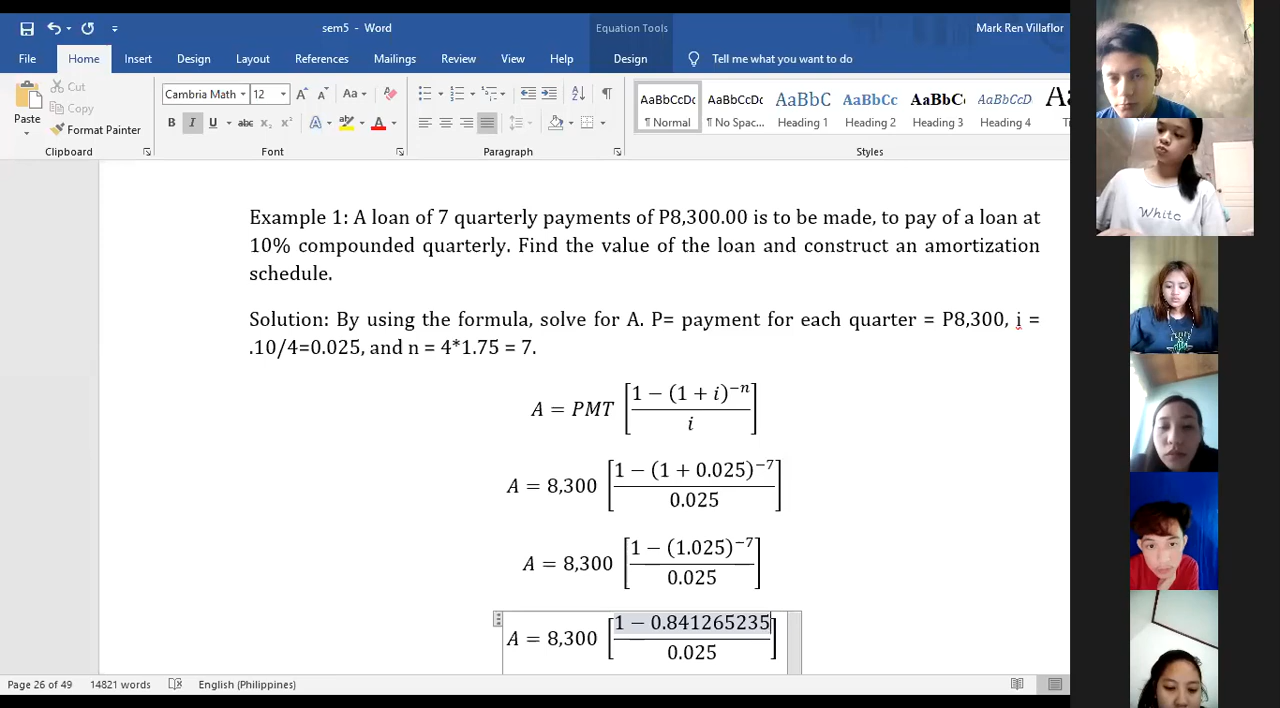 sem5 - Word
Equation Tools
Mark Ren Villaflor
File Home Insert Design Layout References Mailings Review View Help Design Tell me what you want to do
Paste
Cut
Copy
Format Painter
Clipboard
Cambria Math 12
B I U abc
Font
Paragraph
AaBbCcDc AaBbCcDc AaBbC AaBbCc AaBbC AaBbCcD
¶ Normal ¶ No Spac... Heading 1 Heading 2 Heading 3 Heading 4
Styles
Example 1: A loan of 7 quarterly payments of P8,300.00 is to be made, to pay of a loan at
10% compounded quarterly. Find the value of the loan and construct an amortization
schedule.
Solution: By using the formula, solve for A. P= payment for each quarter = P8,300, i =
.10/4=0.025, and n = 4*1.75 = 7.
A = PMT [(1 − (1 + i)^−n) / i]
A = 8,300 [(1 − (1 + 0.025)^−7) / 0.025]
A = 8,300 [(1 − (1.025)^−7) / 0.025]
A = 8,300 [(1 − 0.841265235) / 0.025]
Page 26 of 49 14821 words English (Philippines)